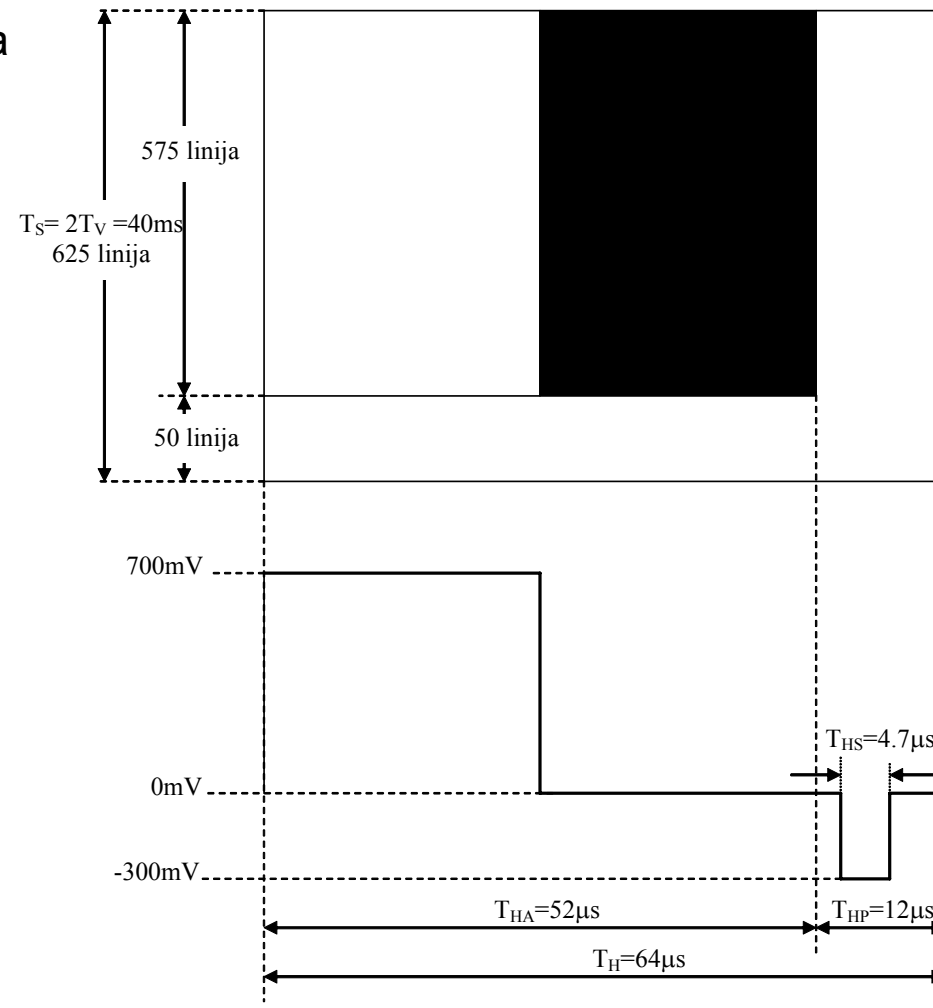 a
575 linija
T_S= 2T_V =40ms
625 linija
50 linija
700mV
T_HS=4.7µs
0mV
-300mV
T_HA=52µs
T_HP=12µs
T_H=64µs